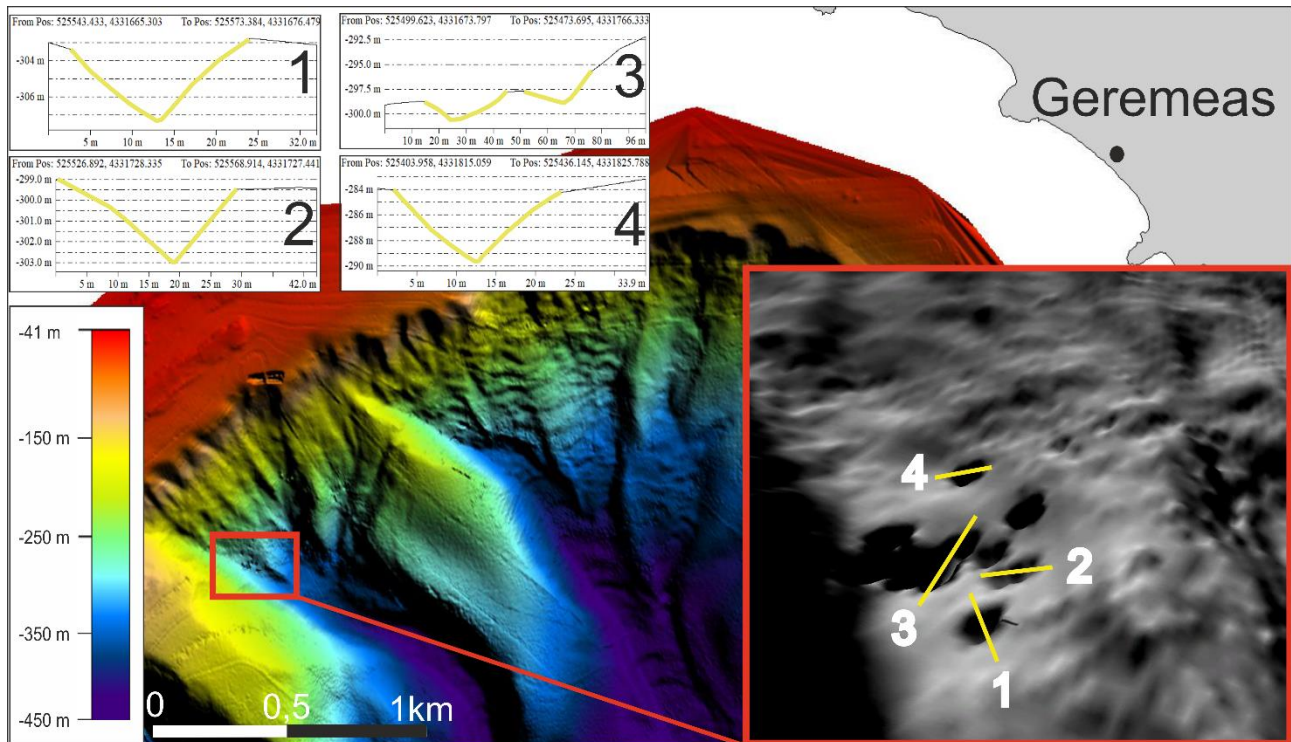 From Pos: 525543.433, 4331665.303 To Pos: 525573.384, 4331676.479
-304 m
-306 m
5 m 10 m 15 m 20 m 25 m 32.0 m
1
From Pos: 525499.623, 4331673.797 To Pos: 525473.695, 4331766.333
-292.5 m
-295.0 m
-297.5 m
-300.0 m
10 m 20 m 30 m 40 m 50 m 60 m 70 m 80 m 96 m
3
From Pos: 525526.892, 4331728.335 To Pos: 525568.914, 4331727.441
-299.0 m
-300.0 m
-301.0 m
-302.0 m
-303.0 m
5 m 10 m 15 m 20 m 25 m 30 m 42.0 m
2
From Pos: 525403.958, 4331815.059 To Pos: 525436.145, 4331825.788
-284 m
-286 m
-288 m
-290 m
5 m 10 m 15 m 20 m 25 m 33.9 m
4
Geremeas
-41 m
-150 m
-250 m
-350 m
-450 m
0 0,5 1km
4
2
3
1